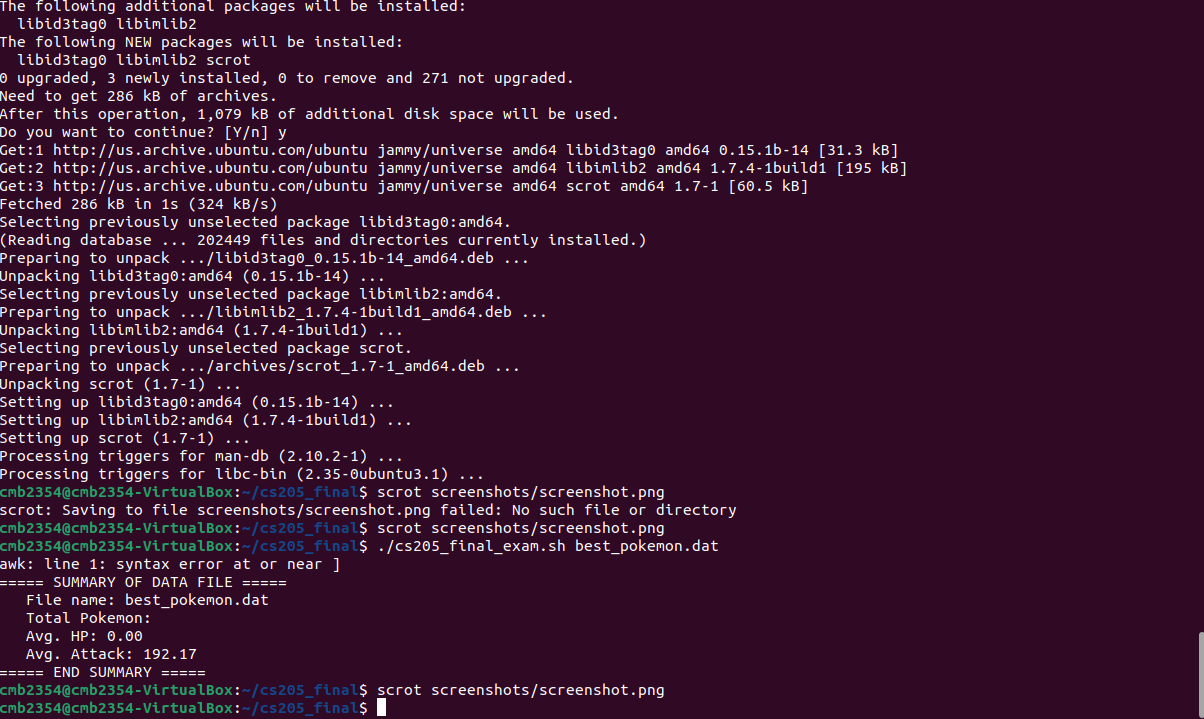 The following additional packages will be installed:
  libid3tag0 libimlib2
The following NEW packages will be installed:
  libid3tag0 libimlib2 scrot
0 upgraded, 3 newly installed, 0 to remove and 271 not upgraded.
Need to get 286 kB of archives.
After this operation, 1,079 kB of additional disk space will be used.
Do you want to continue? [Y/n] y
Get:1 http://us.archive.ubuntu.com/ubuntu jammy/universe amd64 libid3tag0 amd64 0.15.1b-14 [31.3 kB]
Get:2 http://us.archive.ubuntu.com/ubuntu jammy/universe amd64 libimlib2 amd64 1.7.4-1build1 [195 kB]
Get:3 http://us.archive.ubuntu.com/ubuntu jammy/universe amd64 scrot amd64 1.7-1 [60.5 kB]
Fetched 286 kB in 1s (324 kB/s)
Selecting previously unselected package libid3tag0:amd64.
(Reading database ... 202449 files and directories currently installed.)
Preparing to unpack .../libid3tag0_0.15.1b-14_amd64.deb ...
Unpacking libid3tag0:amd64 (0.15.1b-14) ...
Selecting previously unselected package libimlib2:amd64.
Preparing to unpack .../libimlib2_1.7.4-1build1_amd64.deb ...
Unpacking libimlib2:amd64 (1.7.4-1build1) ...
Selecting previously unselected package scrot.
Preparing to unpack .../archives/scrot_1.7-1_amd64.deb ...
Unpacking scrot (1.7-1) ...
Setting up libid3tag0:amd64 (0.15.1b-14) ...
Setting up libimlib2:amd64 (1.7.4-1build1) ...
Setting up scrot (1.7-1) ...
Processing triggers for man-db (2.10.2-1) ...
Processing triggers for libc-bin (2.35-0ubuntu3.1) ...
cmb2354@cmb2354-VirtualBox:~/cs205_final$ scrot screenshots/screenshot.png
scrot: Saving to file screenshots/screenshot.png failed: No such file or directory
cmb2354@cmb2354-VirtualBox:~/cs205_final$ scrot screenshots/screenshot.png
cmb2354@cmb2354-VirtualBox:~/cs205_final$ ./cs205_final_exam.sh best_pokemon.dat
awk: line 1: syntax error at or near ]
===== SUMMARY OF DATA FILE =====
   File name: best_pokemon.dat
   Total Pokemon:
   Avg. HP: 0.00
   Avg. Attack: 192.17
===== END SUMMARY =====
cmb2354@cmb2354-VirtualBox:~/cs205_final$ scrot screenshots/screenshot.png
cmb2354@cmb2354-VirtualBox:~/cs205_final$